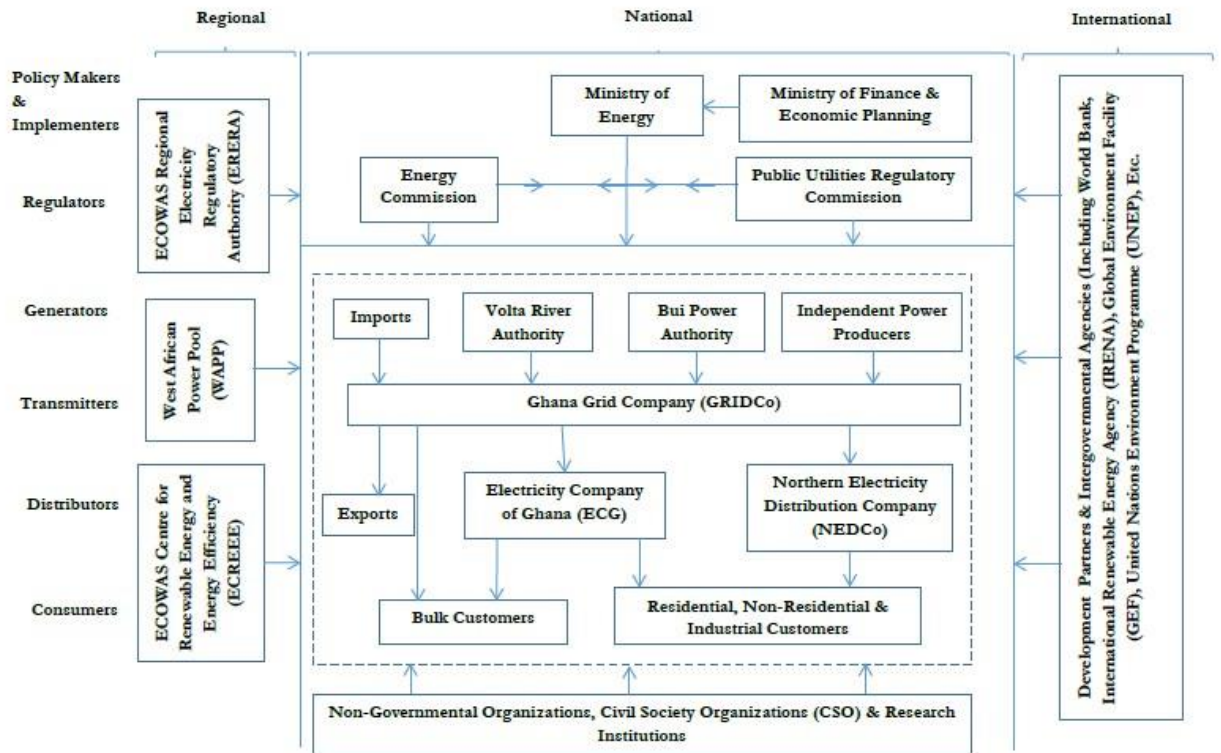 Regional
National
International
Policy Makers
&
Implementers
Regulators
Generators
Transmitters
Distributors
Consumers
ECOWAS Regional
Electricity
Regulatory
Authority (ERERA)
West African
Power Pool
(WAPP)
ECOWAS Centre for
Renewable Energy and
Energy Efficiency
(ECREEE)
Ministry of
Energy
Ministry of Finance &
Economic Planning
Energy
Commission
Public Utilities Regulatory
Commission
Imports
Volta River
Authority
Bui Power
Authority
Independent Power
Producers
Ghana Grid Company (GRIDCo)
Exports
Electricity Company
of Ghana (ECG)
Northern Electricity
Distribution Company
(NEDCo)
Bulk Customers
Residential, Non-Residential &
Industrial Customers
Non-Governmental Organizations, Civil Society Organizations (CSO) & Research
Institutions
Development Partners & Intergovernmental Agencies (Including World Bank,
International Renewable Energy Agency (IRENA), Global Environment Facility
(GEF), United Nations Environment Programme (UNEP), Etc.